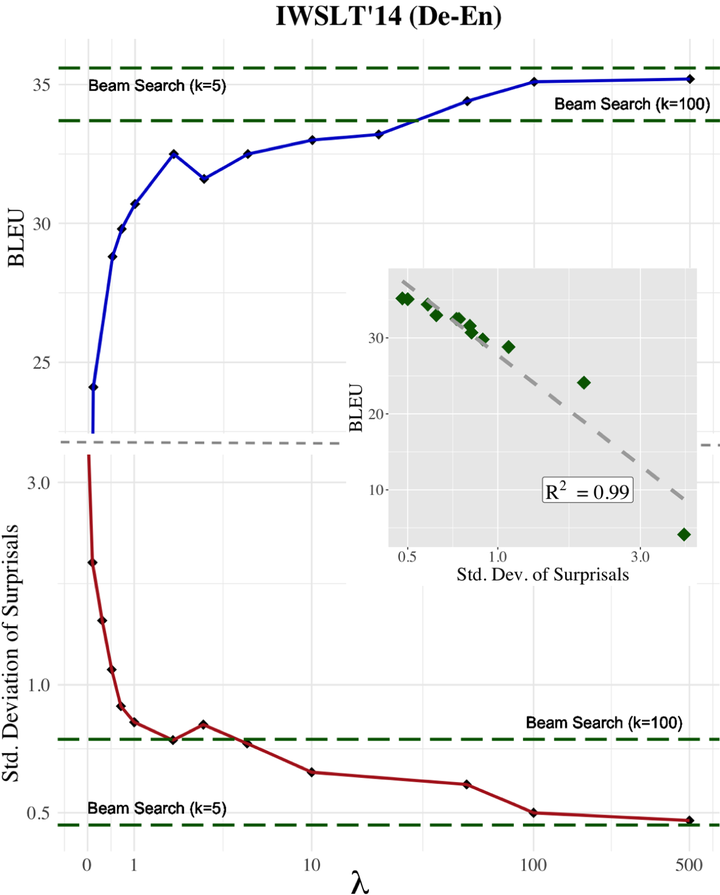 IWSLT'14 (De-En)
35
Beam Search (k=5)
Beam Search (k=100)
30
BLEU
25
30
BLEU
20
10
R² = 0.99
0.5
1.0
3.0
Std. Dev. of Surprisals
3.0
Std. Deviation of Surprisals
1.0
Beam Search (k=100)
Beam Search (k=5)
0.5
0
1
10
100
500
λ